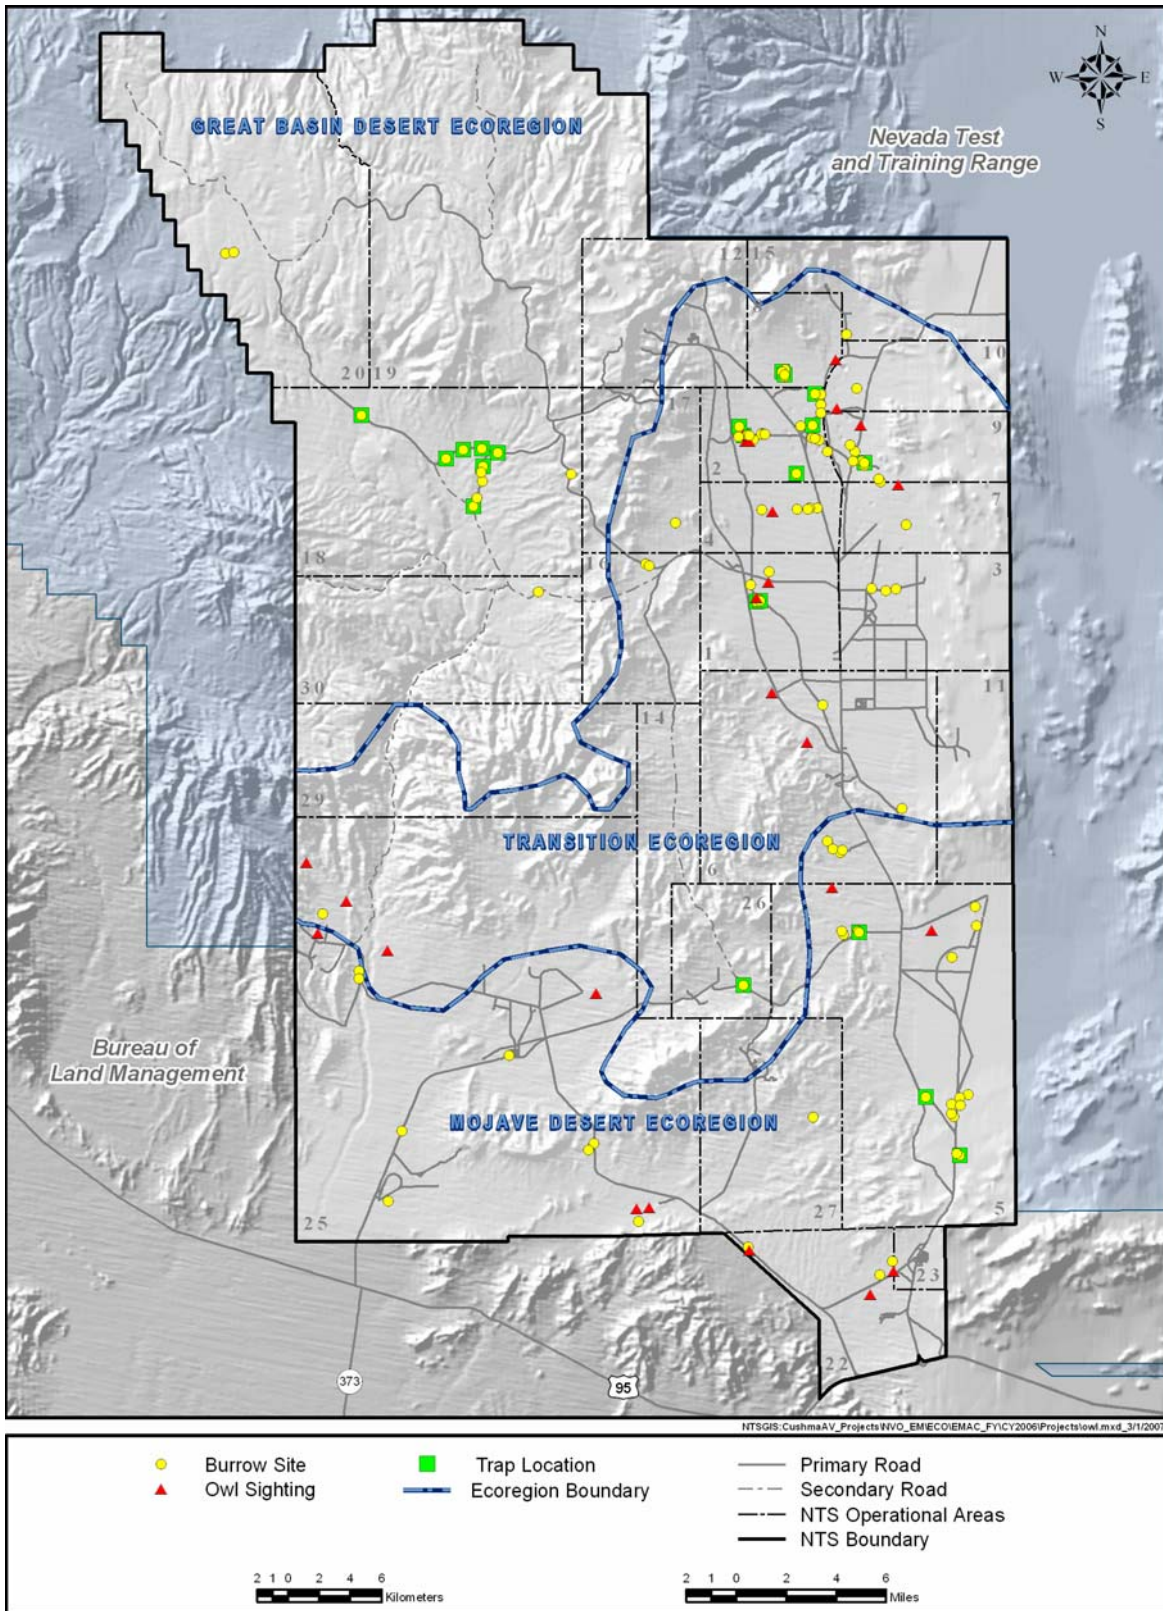 N
W E
S
GREAT BASIN DESERT ECOREGION
Nevada Test
and Training Range
12 15
10
20 19
9
2
7
18
16
4
3
1
30
14
11
29
TRANSITION ECOREGION
6
26
Bureau of
Land Management
MOJAVE DESERT ECOREGION
25
27
5
23
22
373
95
NTSGIS:CushmaAV_Projects\NVO_EM\ECO\EMAC_FY\CY2006\Projects\owl.mxd_3/1/2007
Burrow Site Trap Location Primary Road
Owl Sighting Ecoregion Boundary Secondary Road
NTS Operational Areas
NTS Boundary
2 1 0 2 4 6 Kilometers
2 1 0 2 4 6 Miles